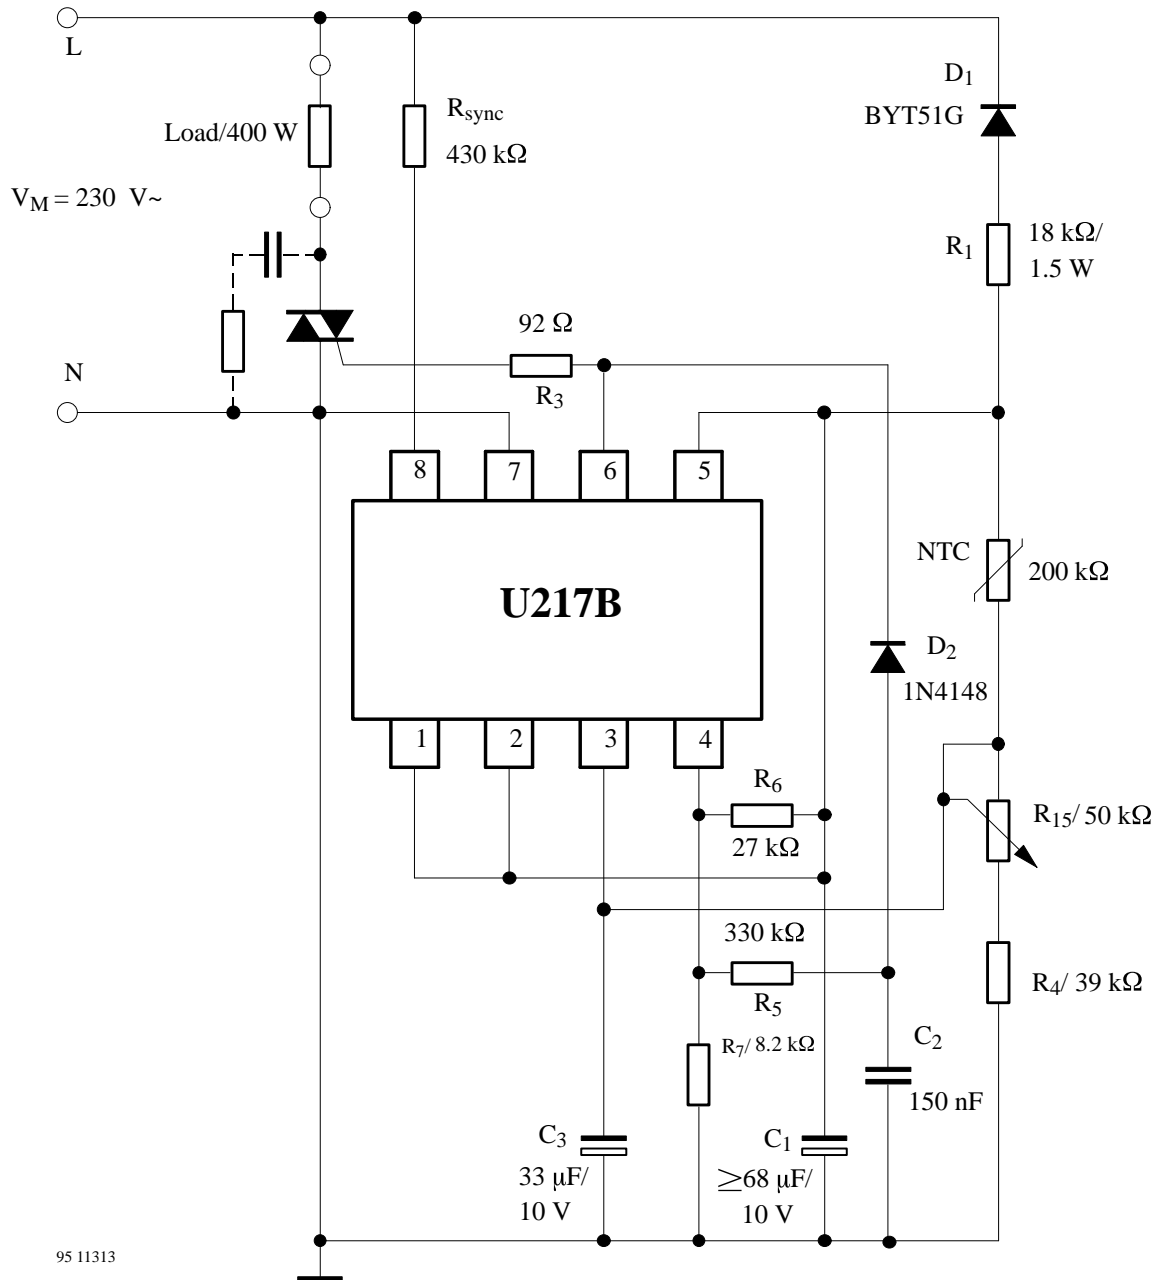 L
D₁
BYT51G
R_sync
430 kΩ
Load/400 W
V_M = 230 V~
R₁
18 kΩ/
1.5 W
92 Ω
R₃
N
8
7
6
5
NTC
200 kΩ
U217B
D₂
1N4148
1
2
3
4
R₆
27 kΩ
R₁₅/ 50 kΩ
330 kΩ
R₅
R₄/ 39 kΩ
R₇/ 8.2 kΩ
C₂
150 nF
C₃
33 μF/
10 V
C₁
≥68 μF/
10 V
95 11313